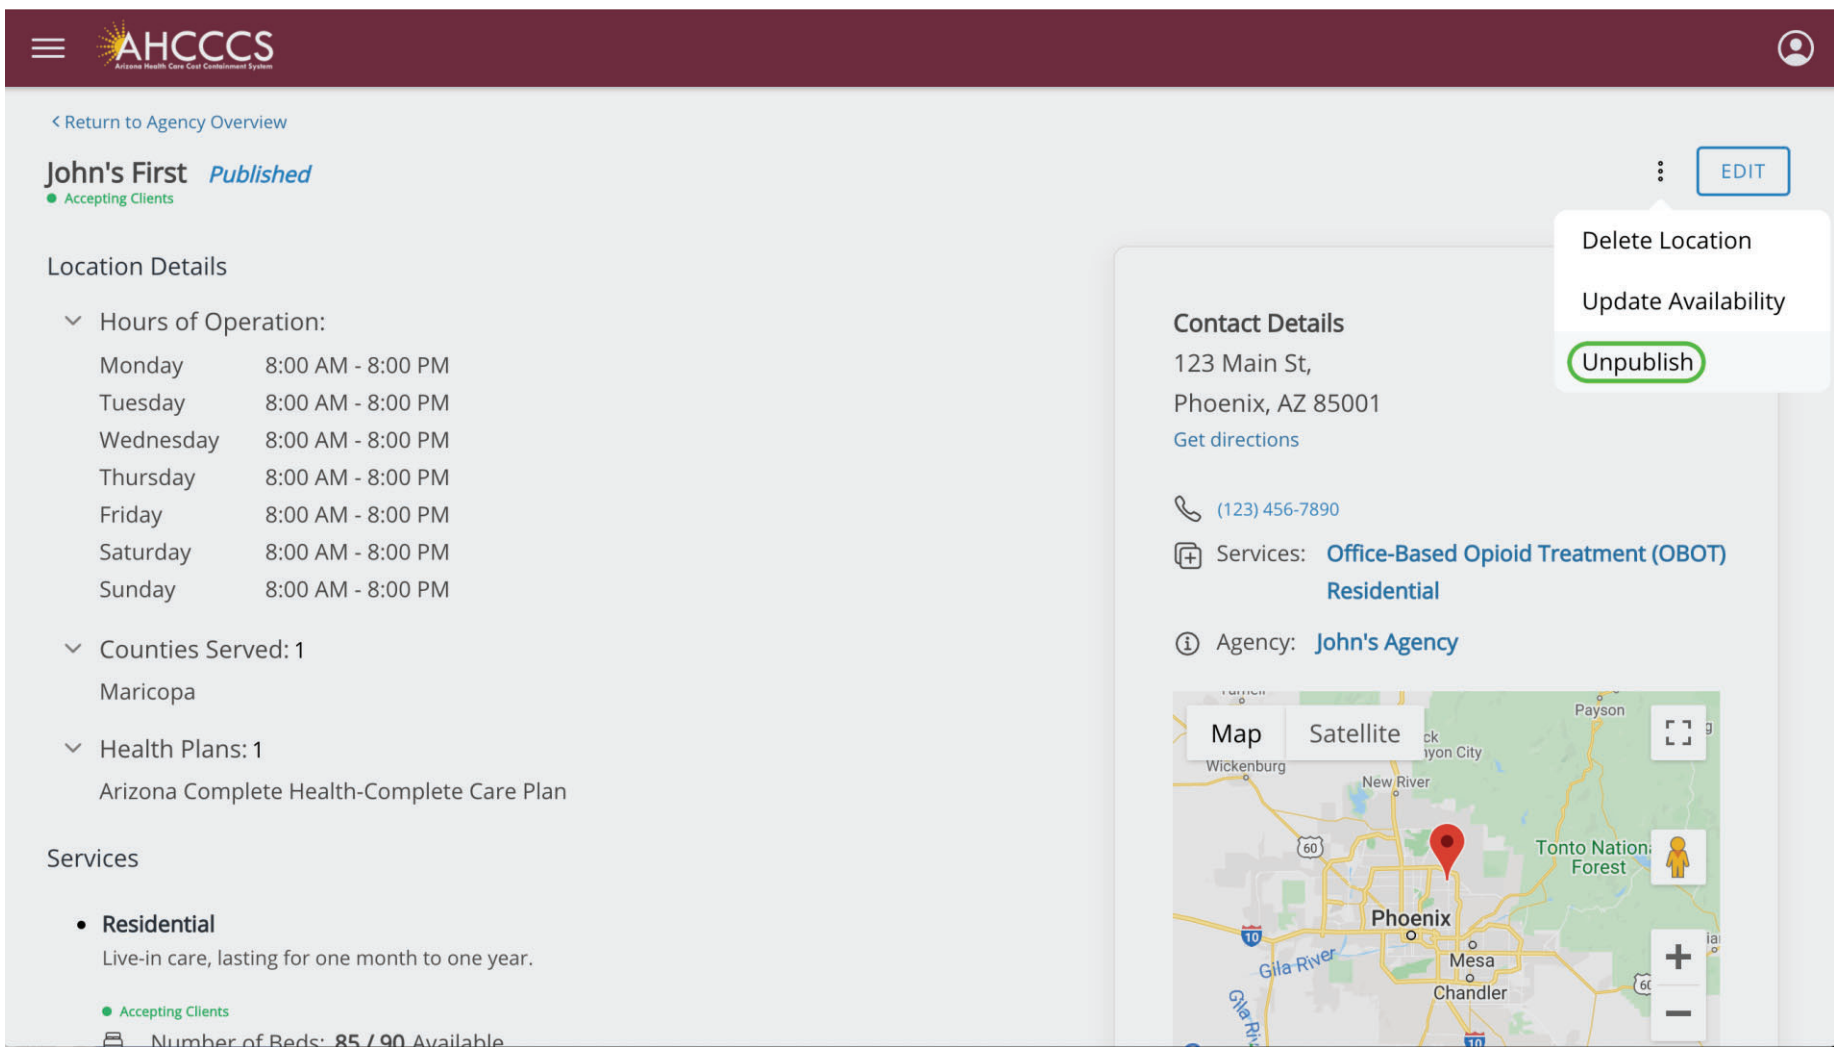 AHCCCS
Arizona Health Care Cost Containment System
Return to Agency Overview
John's First Published
Accepting Clients
EDIT
Delete Location
Update Availability
Unpublish
Location Details
Hours of Operation:
Monday 8:00 AM - 8:00 PM
Tuesday 8:00 AM - 8:00 PM
Wednesday 8:00 AM - 8:00 PM
Thursday 8:00 AM - 8:00 PM
Friday 8:00 AM - 8:00 PM
Saturday 8:00 AM - 8:00 PM
Sunday 8:00 AM - 8:00 PM
Counties Served: 1
Maricopa
Health Plans: 1
Arizona Complete Health-Complete Care Plan
Services
Residential
Live-in care, lasting for one month to one year.
Accepting Clients
Number of Beds: 85 / 90 Available
Contact Details
123 Main St,
Phoenix, AZ 85001
Get directions
(123) 456-7890
Services: Office-Based Opioid Treatment (OBOT)
Residential
Agency: John's Agency
Map Satellite
Payson
yon City
Wickenburg
New River
60
Tonto Nation
Forest
Phoenix
10
Gila River
Mesa
Chandler
Gila Riv
10